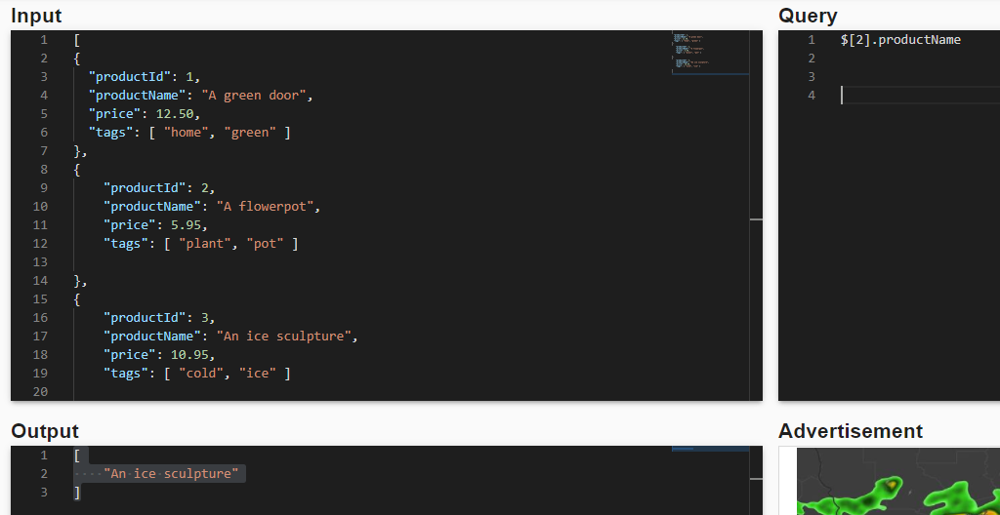 Input
1 [
2 {
3 "productId": 1,
4 "productName": "A green door",
5 "price": 12.50,
6 "tags": [ "home", "green" ]
7 },
8 {
9 "productId": 2,
10 "productName": "A flowerpot",
11 "price": 5.95,
12 "tags": [ "plant", "pot" ]
13
14 },
15 {
16 "productId": 3,
17 "productName": "An ice sculpture",
18 "price": 10.95,
19 "tags": [ "cold", "ice" ]
20
Query
1 $[2].productName
2
3
4
Output
1 [
2 "An ice sculpture"
3 ]
Advertisement